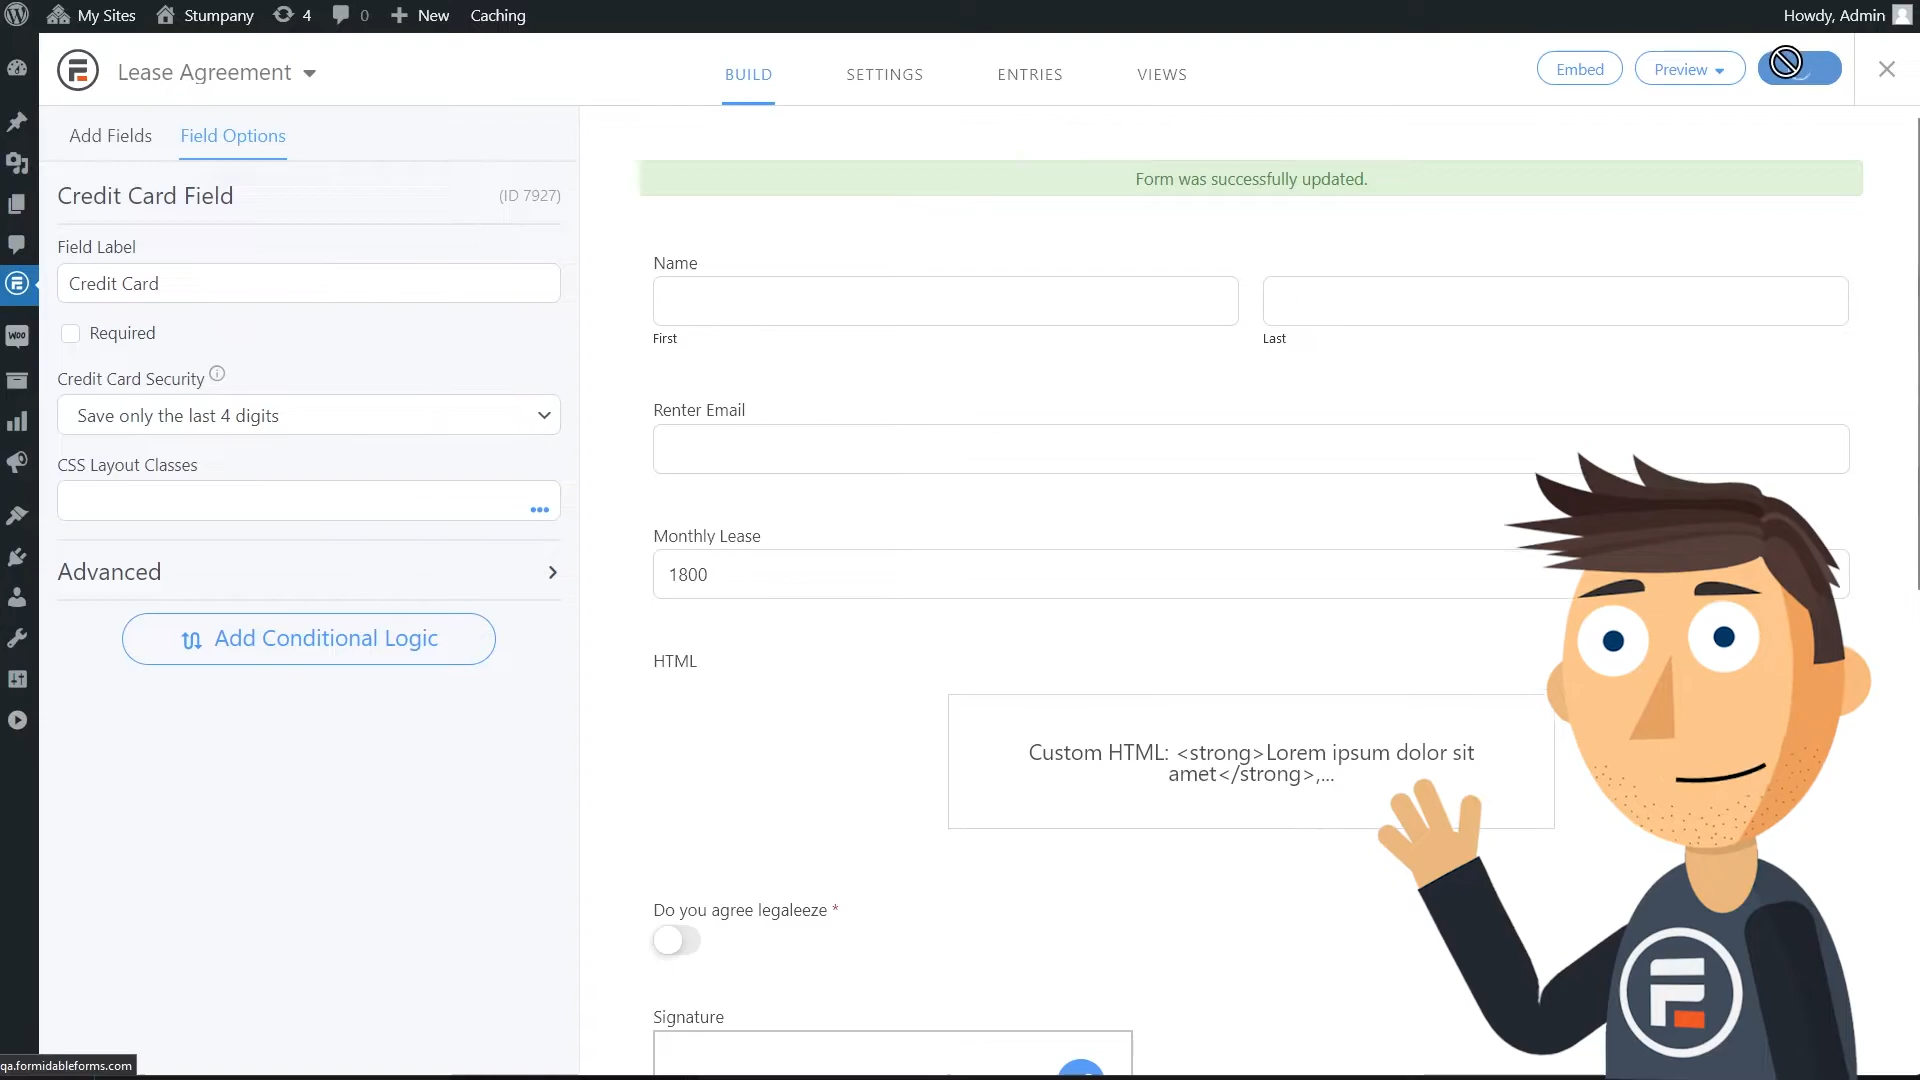 My Sites
Stumpany
4
0
New
Caching
Howdy, Admin
Lease Agreement
BUILD
SETTINGS
ENTRIES
VIEWS
Embed
Preview
Add Fields
Field Options
Credit Card Field
(ID 7927)
Field Label
Credit Card
Required
Credit Card Security
Save only the last 4 digits
CSS Layout Classes
Advanced
Add Conditional Logic
Form was successfully updated.
Name
First
Last
Renter Email
Monthly Lease
1800
HTML
Custom HTML: <strong>Lorem ipsum dolor sit
amet</strong>,...
Do you agree legaleeze *
Signature
WOO
qa.formidableforms.com